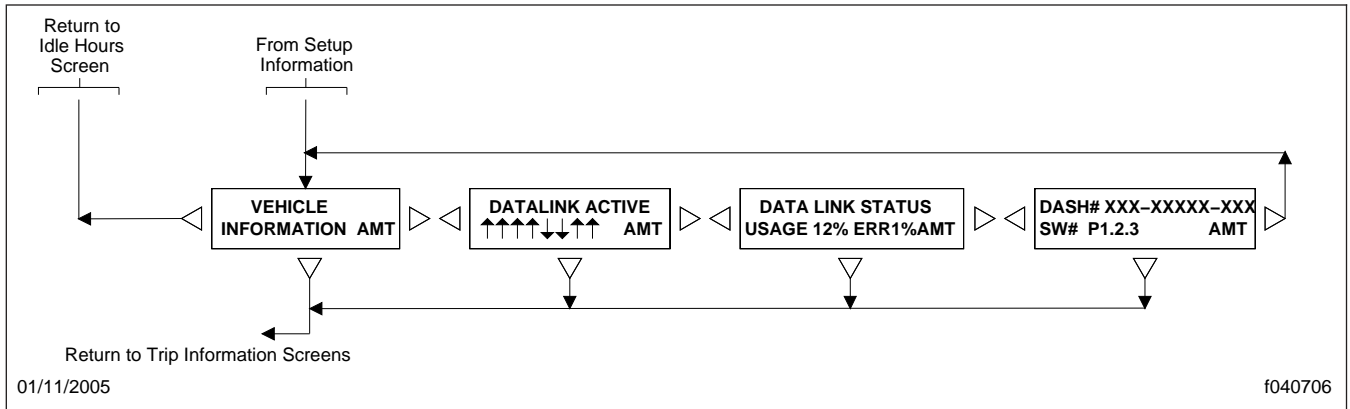 Return to
Idle Hours
Screen
From Setup
Information
VEHICLE
INFORMATION AMT
DATALINK ACTIVE
↑↑↑↑↓↓↑↑ AMT
DATA LINK STATUS
USAGE 12% ERR1%AMT
DASH# XXX–XXXXX–XXX
SW# P1.2.3 AMT
Return to Trip Information Screens
01/11/2005
f040706